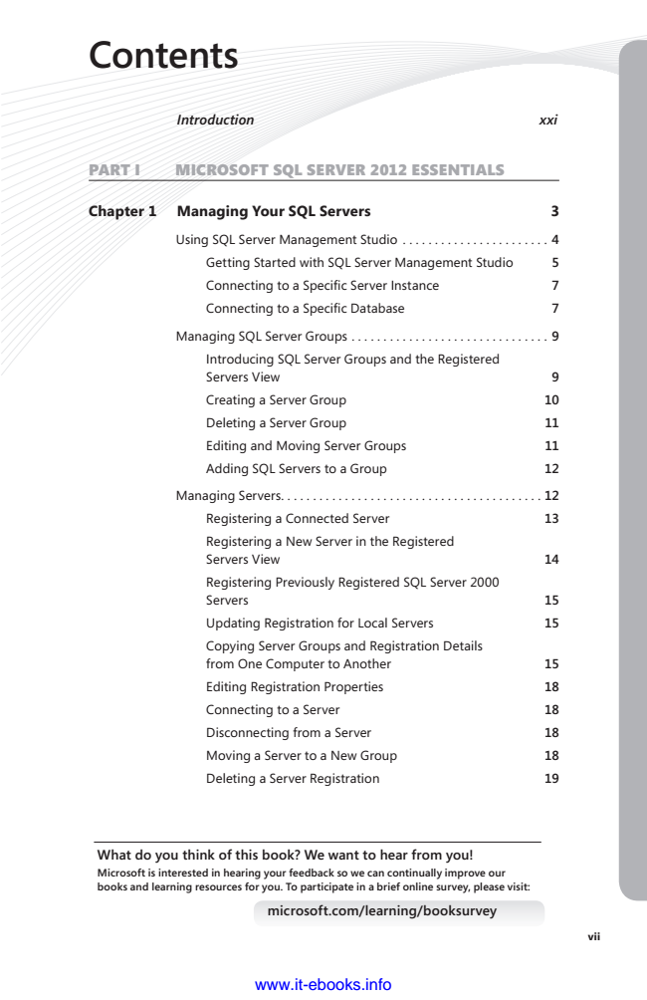 Contents
Introduction xxi
PART I MICROSOFT SQL SERVER 2012 ESSENTIALS
Chapter 1 Managing Your SQL Servers 3
Using SQL Server Management Studio . . . . . . . . . . . . . . . . . . . . . . . 4
Getting Started with SQL Server Management Studio 5
Connecting to a Specific Server Instance 7
Connecting to a Specific Database 7
Managing SQL Server Groups . . . . . . . . . . . . . . . . . . . . . . . . . . . . . . . 9
Introducing SQL Server Groups and the Registered
Servers View 9
Creating a Server Group 10
Deleting a Server Group 11
Editing and Moving Server Groups 11
Adding SQL Servers to a Group 12
Managing Servers. . . . . . . . . . . . . . . . . . . . . . . . . . . . . . . . . . . . . . . . . 12
Registering a Connected Server 13
Registering a New Server in the Registered
Servers View 14
Registering Previously Registered SQL Server 2000
Servers 15
Updating Registration for Local Servers 15
Copying Server Groups and Registration Details
from One Computer to Another 15
Editing Registration Properties 18
Connecting to a Server 18
Disconnecting from a Server 18
Moving a Server to a New Group 18
Deleting a Server Registration 19
What do you think of this book? We want to hear from you!
Microsoft is interested in hearing your feedback so we can continually improve our
books and learning resources for you. To participate in a brief online survey, please visit:
microsoft.com/learning/booksurvey
vii
www.it-ebooks.info